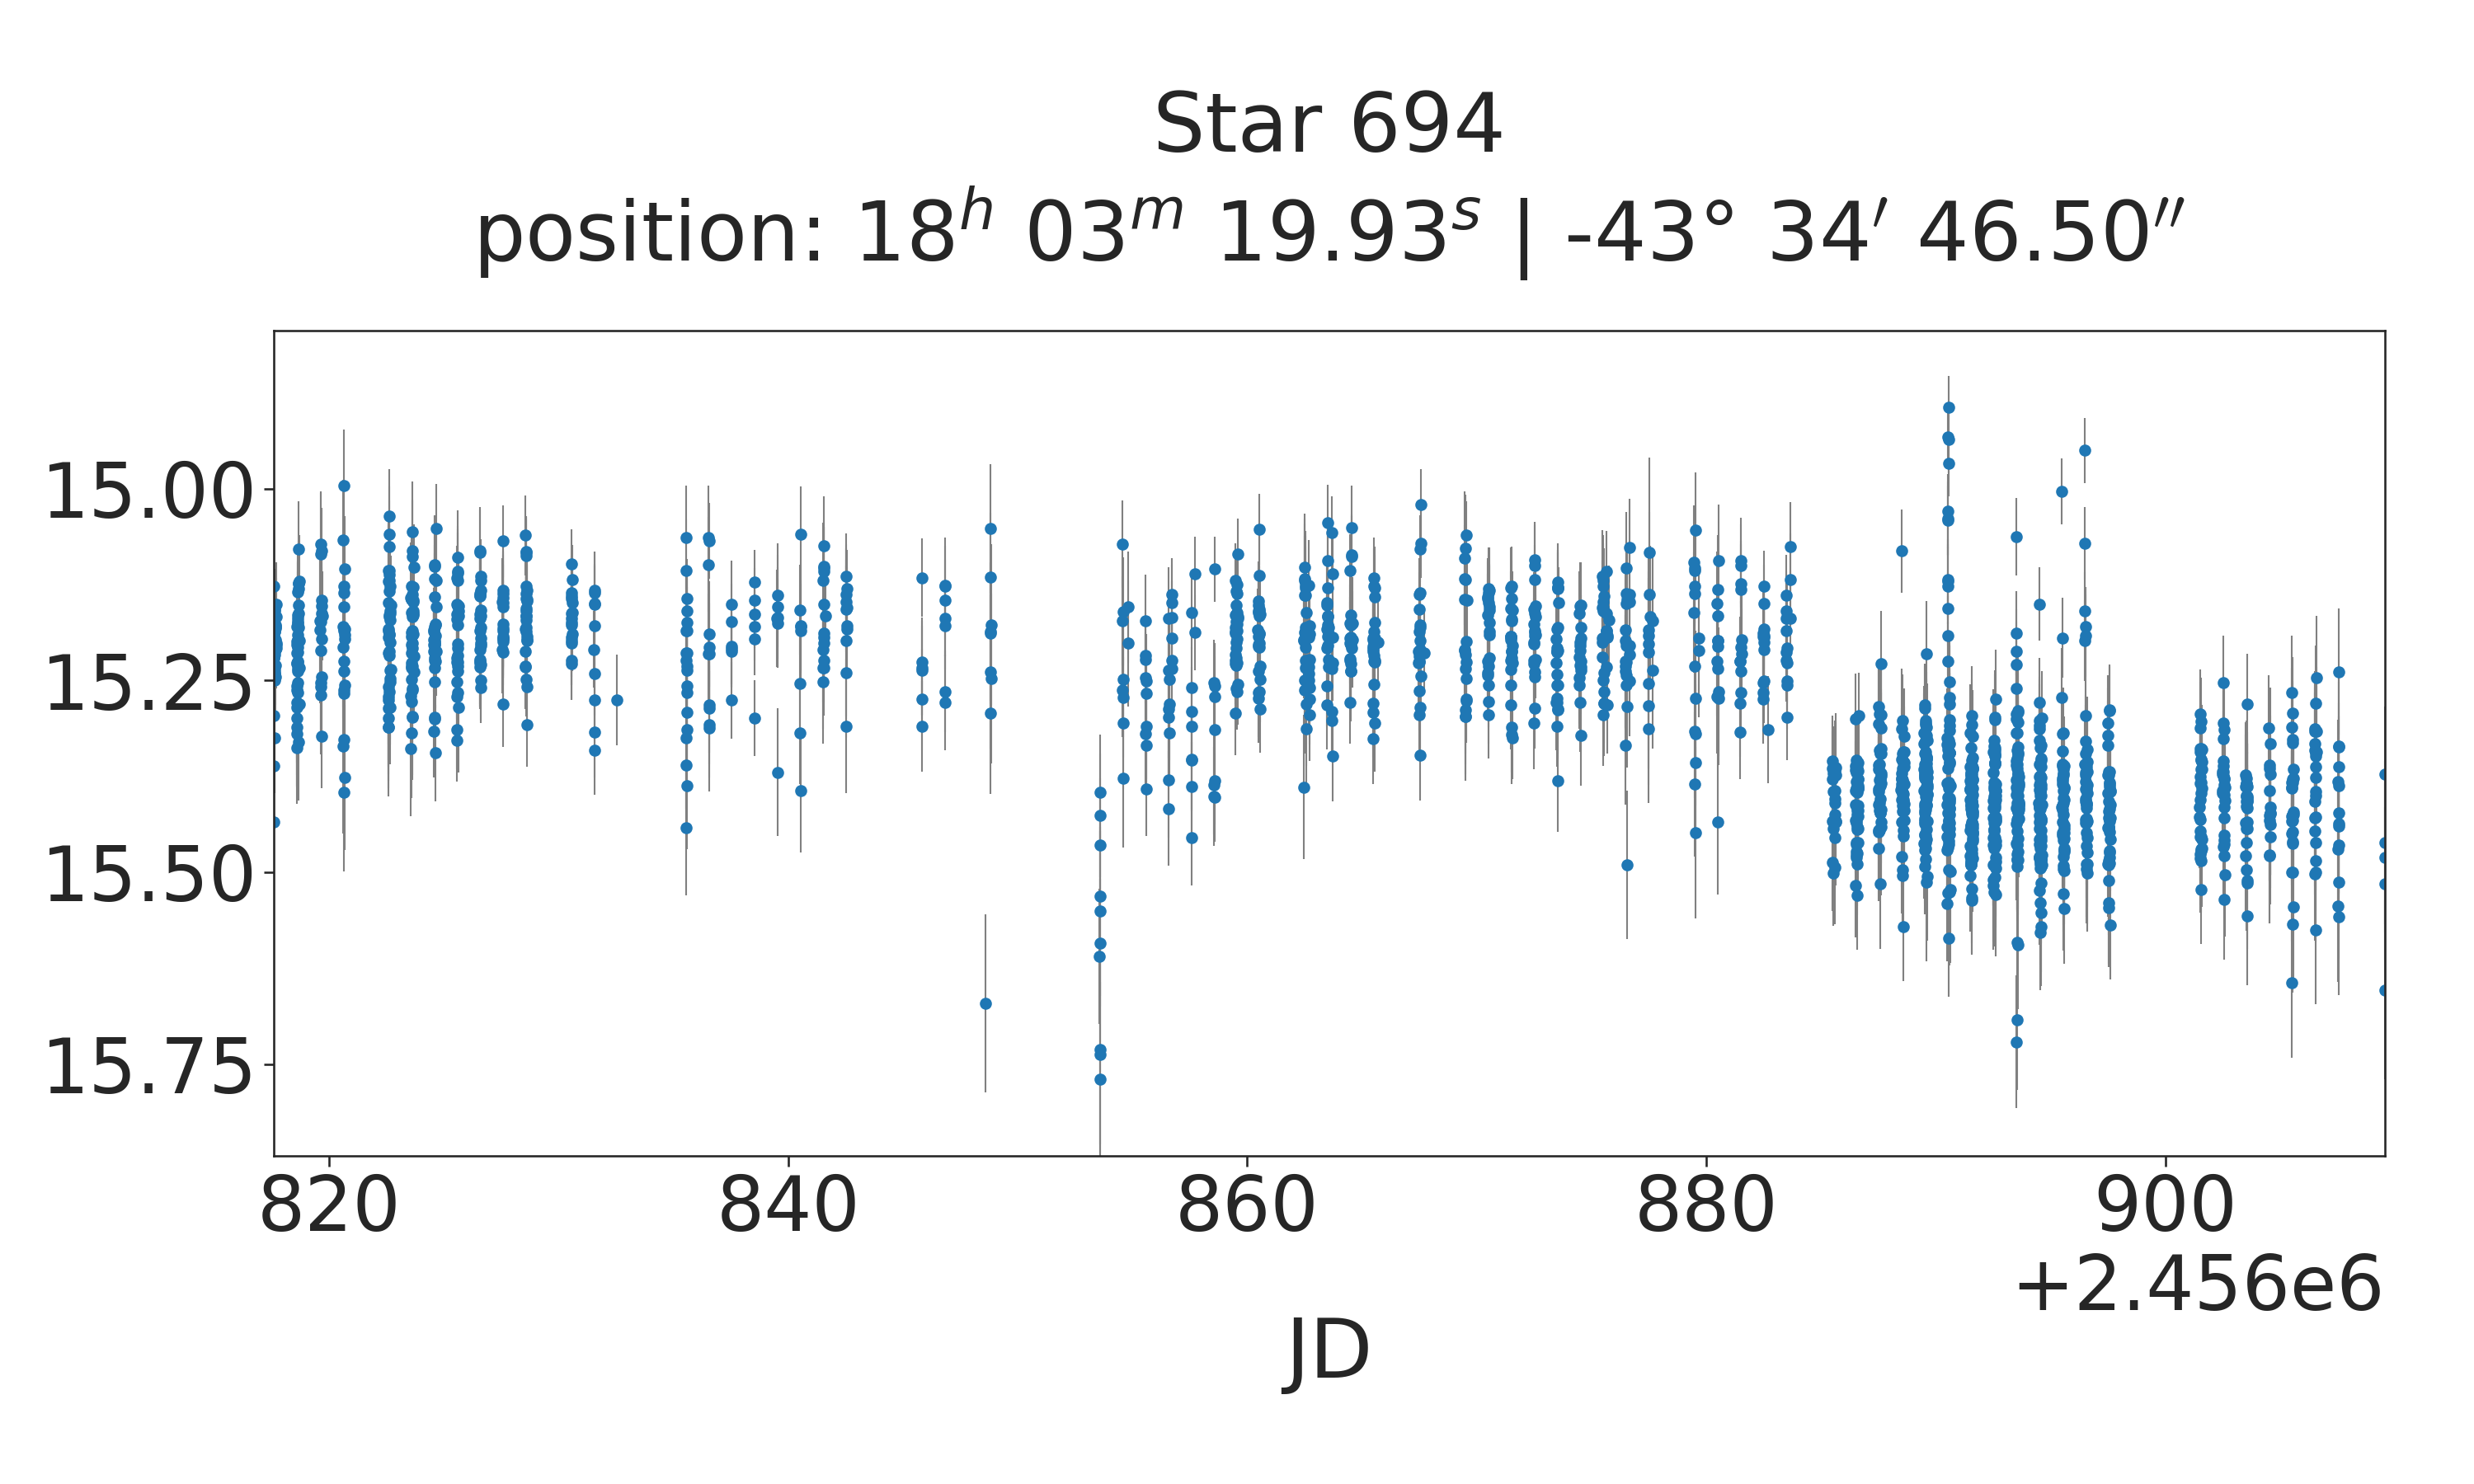 Star 694
position: 18ʰ 03ᵐ 19.93ˢ | -43° 34′ 46.50′′
15.00
15.25
15.50
15.75
820 840 860 880 900
+2.456e6
JD